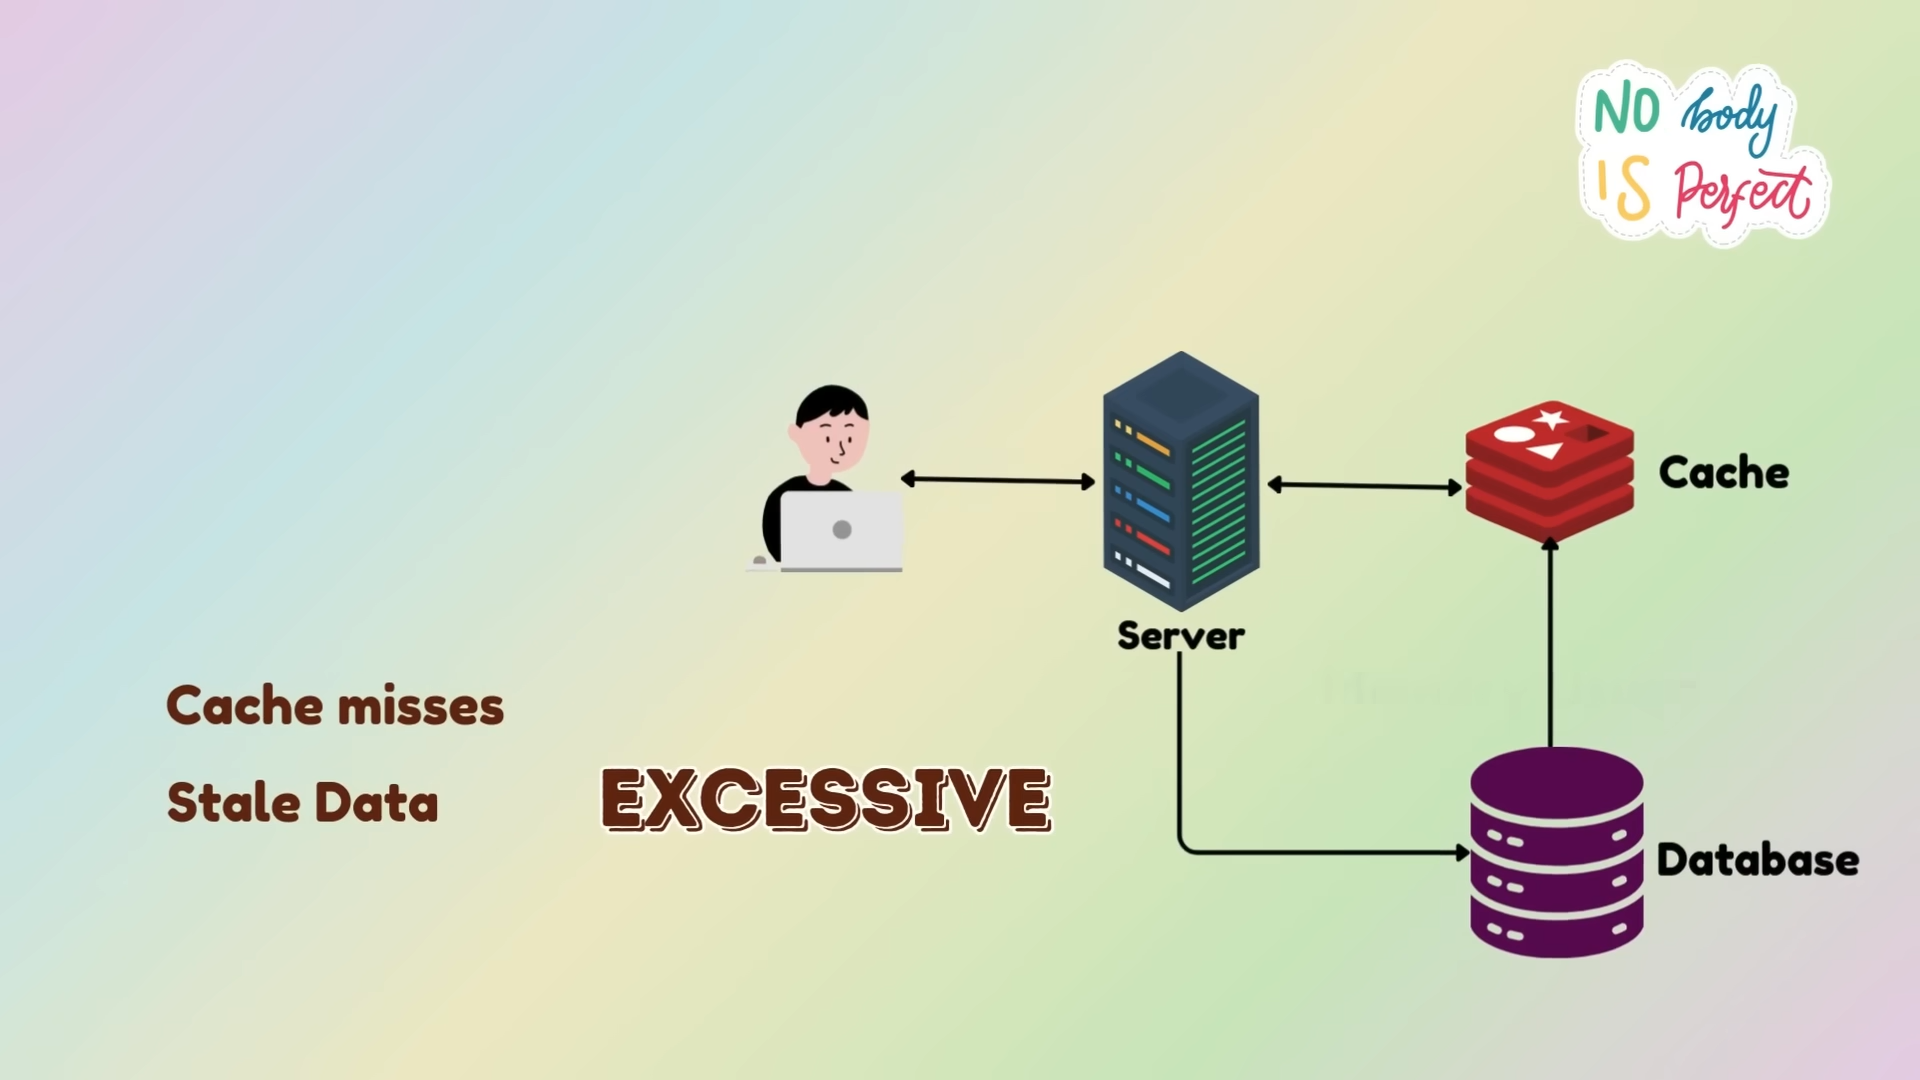 NO body
IS Perfect
Cache
Server
Cache misses
Stale Data
EXCESSIVE
Database